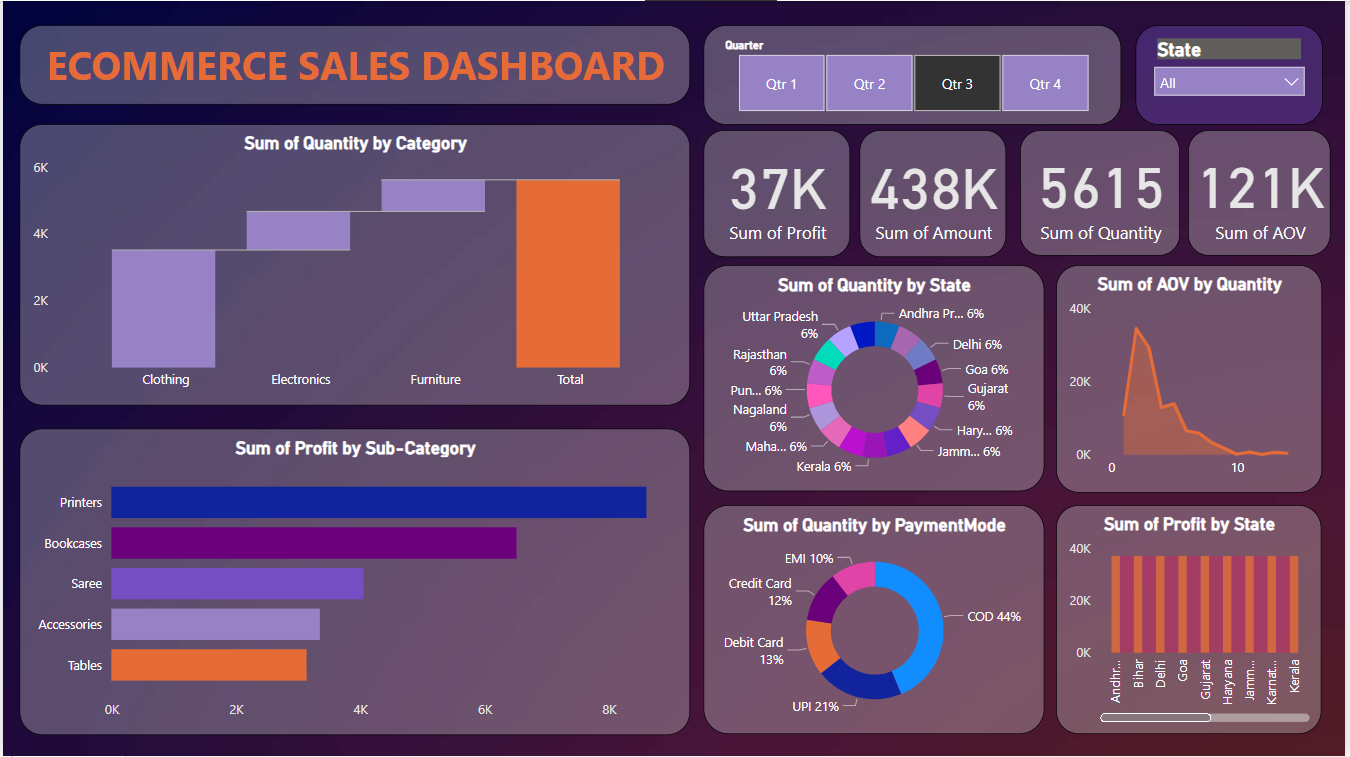 ECOMMERCE SALES DASHBOARD
Quarter
Qtr 1
Qtr 2
Qtr 3
Qtr 4
State
All
37K
Sum of Profit
438K
Sum of Amount
5615
Sum of Quantity
121K
Sum of AOV
Sum of Quantity by Category
6K
4K
2K
0K
Clothing
Electronics
Furniture
Total
Sum of Quantity by State
Uttar Pradesh
6%
Andhra Pr... 6%
Delhi 6%
Rajasthan
6%
Goa 6%
Pun... 6%
Gujarat
6%
Nagaland
6%
Hary... 6%
Maha... 6%
Jamm... 6%
Kerala 6%
Sum of AOV by Quantity
40K
20K
0K
0
10
Sum of Profit by Sub-Category
Printers
Bookcases
Saree
Accessories
Tables
0K
2K
4K
6K
8K
Sum of Quantity by PaymentMode
EMI 10%
Credit Card
12%
COD 44%
Debit Card
13%
UPI 21%
Sum of Profit by State
40K
20K
0K
Andhr...
Bihar
Delhi
Goa
Gujarat
Haryana
Jamm...
Karnat...
Kerala